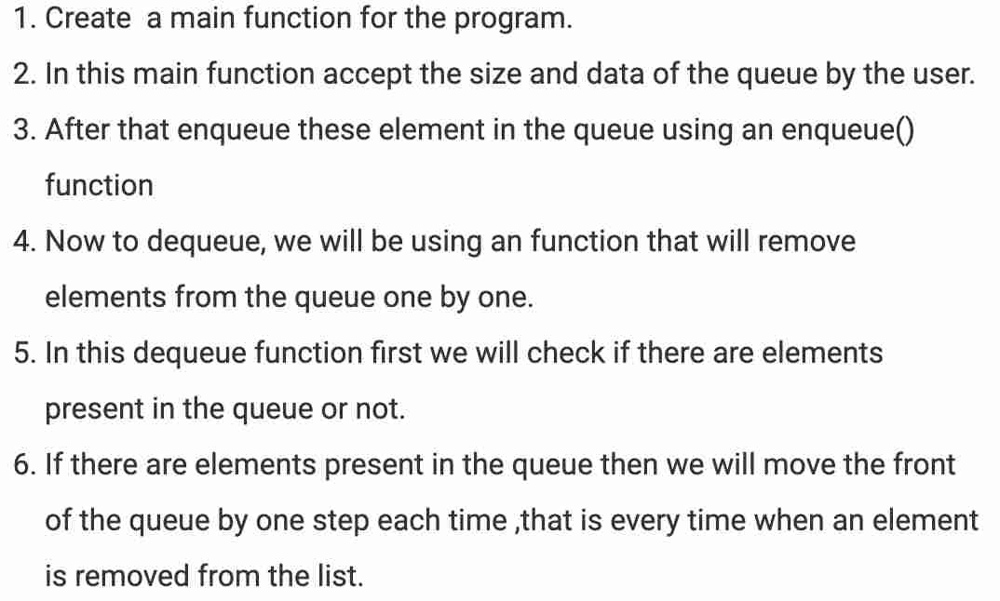 1. Create  a main function for the program.
2. In this main function accept the size and data of the queue by the user.
3. After that enqueue these element in the queue using an enqueue()
function
4. Now to dequeue, we will be using an function that will remove
elements from the queue one by one.
5. In this dequeue function first we will check if there are elements
present in the queue or not.
6. If there are elements present in the queue then we will move the front
of the queue by one step each time ,that is every time when an element
is removed from the list.